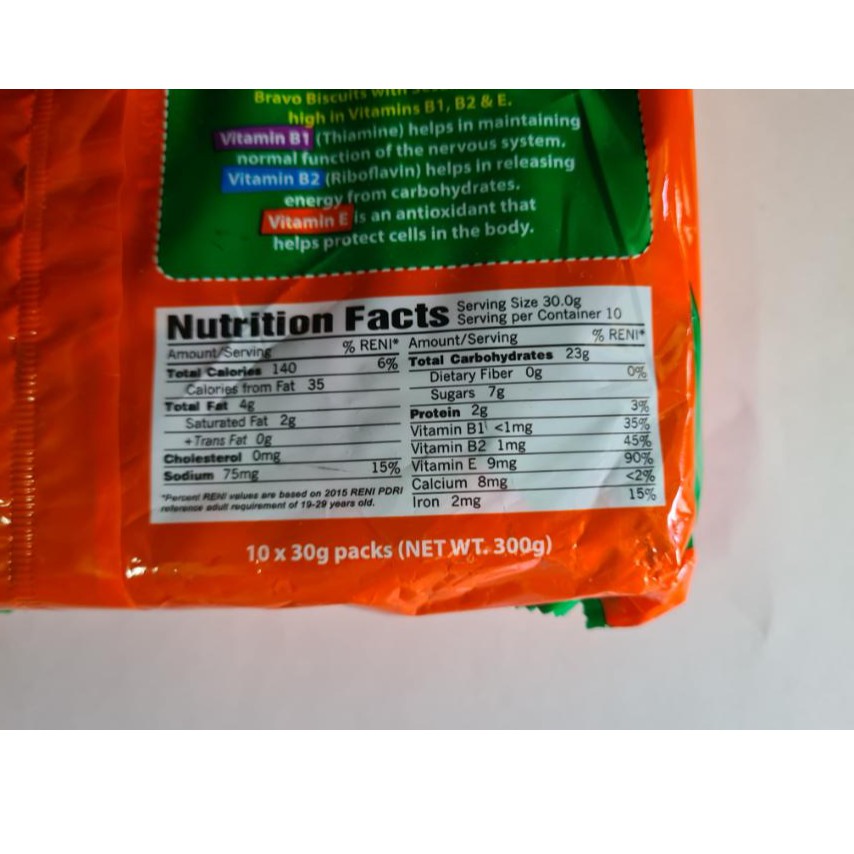 Bravo Biscuits with
high in Vitamins B1, B2 & E.
Vitamin B1 (Thiamine) helps in maintaining
normal function of the nervous system.
Vitamin B2 (Riboflavin) helps in releasing
energy from carbohydrates.
Vitamin E is an antioxidant that
helps protect cells in the body.
Nutrition Facts
Serving Size 30.0g
Serving per Container 10
Amount/Serving % RENI*
Total Calories 140 6%
Calories from Fat 35
Total Fat 4g
Saturated Fat 2g
+Trans Fat 0g
Cholesterol 0mg
Sodium 75mg 15%
*Percent RENI values are based on 2015 RENI PDRI
reference adult requirement of 19-29 years old.
Amount/Serving % RENI*
Total Carbohydrates 23g
Dietary Fiber 0g 0%
Sugars 7g
Protein 2g 3%
Vitamin B1 <1mg 35%
Vitamin B2 1mg 45%
Vitamin E 9mg 90%
Calcium 8mg <2%
Iron 2mg 15%
10 x 30g packs (NET WT. 300g)